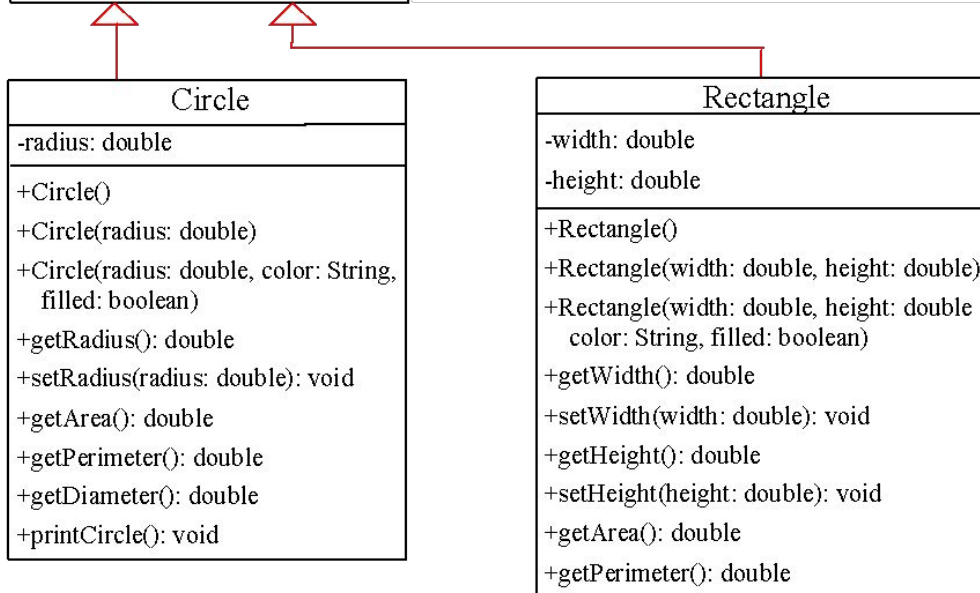 Circle
-radius: double
+Circle()
+Circle(radius: double)
+Circle(radius: double, color: String,
filled: boolean)
+getRadius(): double
+setRadius(radius: double): void
+getArea(): double
+getPerimeter(): double
+getDiameter(): double
+printCircle(): void
Rectangle
-width: double
-height: double
+Rectangle()
+Rectangle(width: double, height: double)
+Rectangle(width: double, height: double
color: String, filled: boolean)
+getWidth(): double
+setWidth(width: double): void
+getHeight(): double
+setHeight(height: double): void
+getArea(): double
+getPerimeter(): double